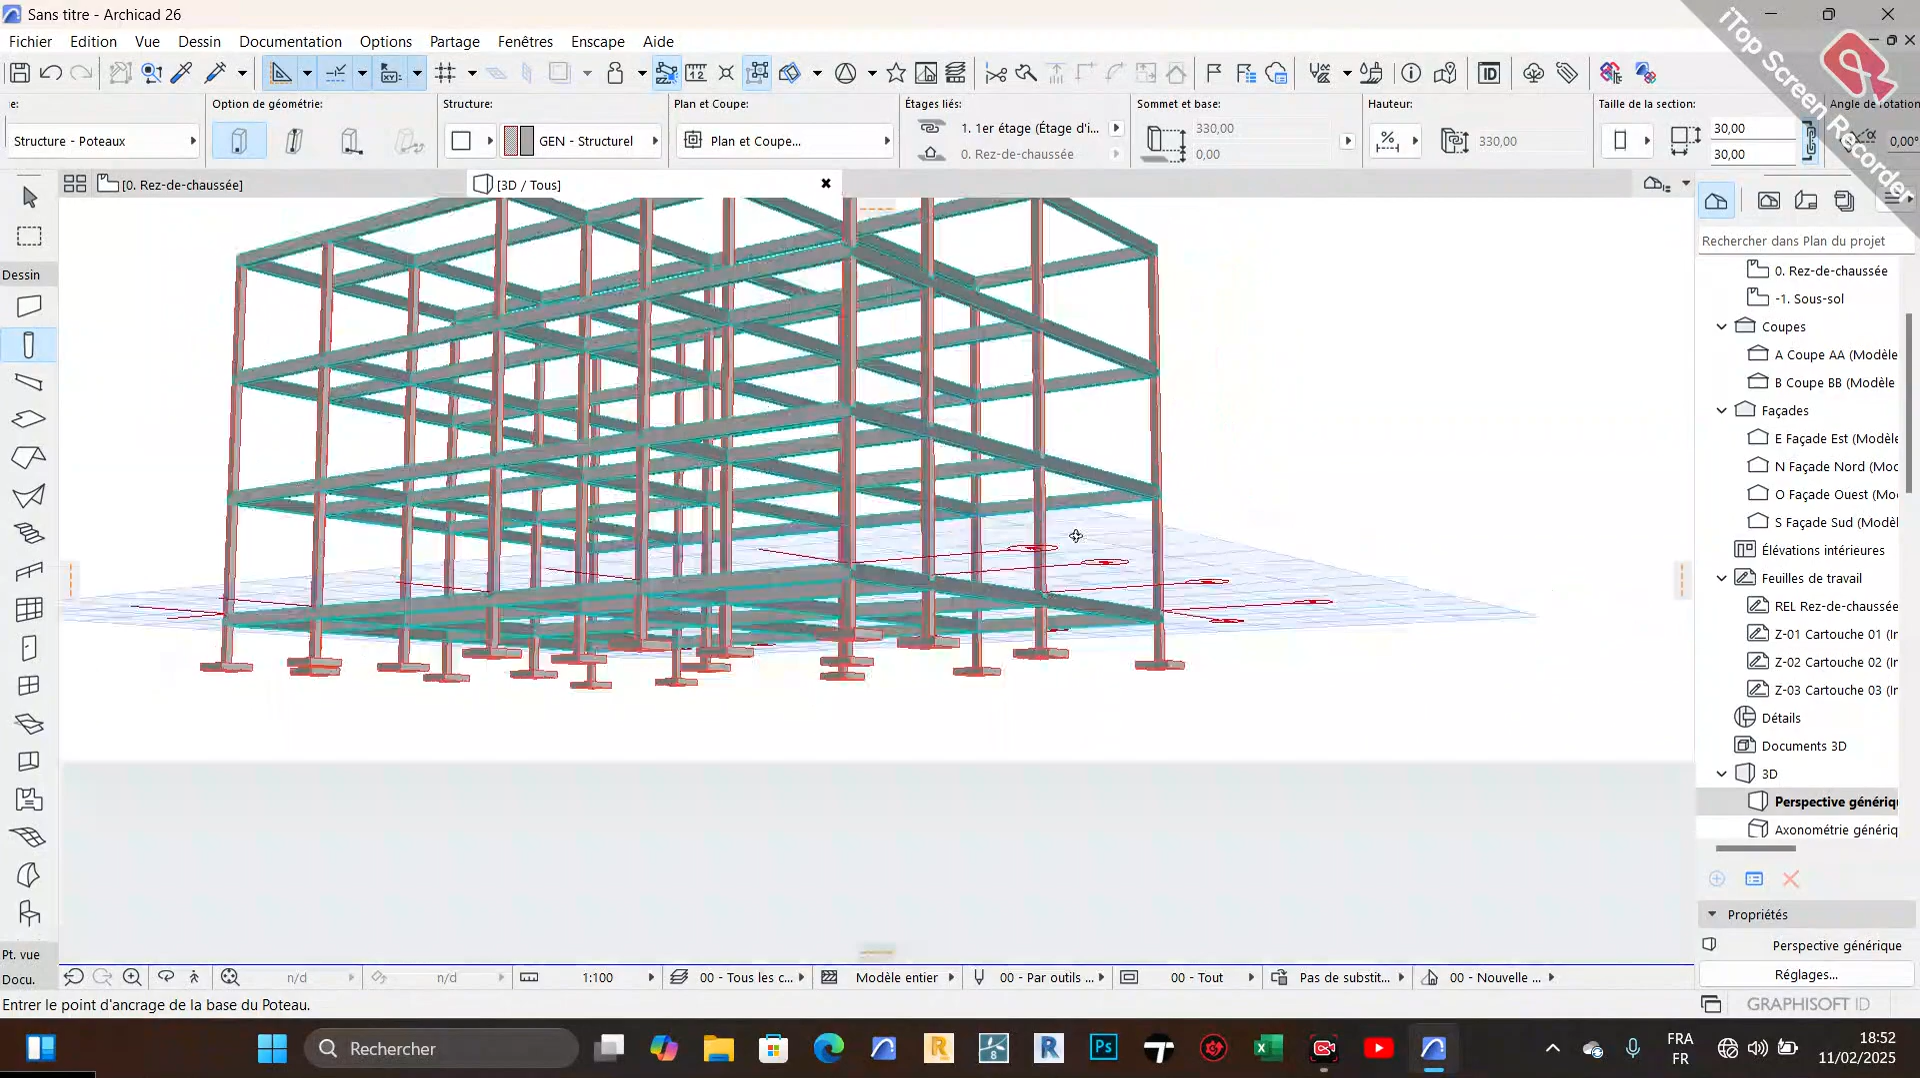 Sans titre - Archicad 26
Fichier Edition Vue Dessin Documentation Options Partage Fenêtres Enscape Aide
iTop Screen Recorder
e: Option de géométrie: Structure: Plan et Coupe: Étages liés: Sommet et base: Hauteur: Taille de la section: Angle de rotation
Structure - Poteaux GEN - Structurel Plan et Coupe... 1. 1er étage (Étage d'i... 330,00 330,00 30,00 0,00°
0. Rez-de-chaussée 0,00 30,00
[0. Rez-de-chaussée] [3D / Tous]
Rechercher dans Plan du projet
Dessin
0. Rez-de-chaussée
-1. Sous-sol
Coupes
A Coupe AA (Modèle
B Coupe BB (Modèle
Façades
E Façade Est (Modèle
N Façade Nord (Mod
O Façade Ouest (Mo
S Façade Sud (Modèl
Élévations intérieures
Feuilles de travail
REL Rez-de-chaussée
Z-01 Cartouche 01 (In
Z-02 Cartouche 02 (In
Z-03 Cartouche 03 (In
Détails
Documents 3D
3D
Perspective génériqu
Axonométrie génériq
Propriétés
Perspective générique
Réglages...
GRAPHISOFT ID
Pt. vue
Docu.
n/d n/d 1:100 00 - Tous les c... Modèle entier 00 - Par outils ... 00 - Tout Pas de substit... 00 - Nouvelle ...
Entrer le point d'ancrage de la base du Poteau.
Rechercher
FRA
FR
18:52
11/02/2025